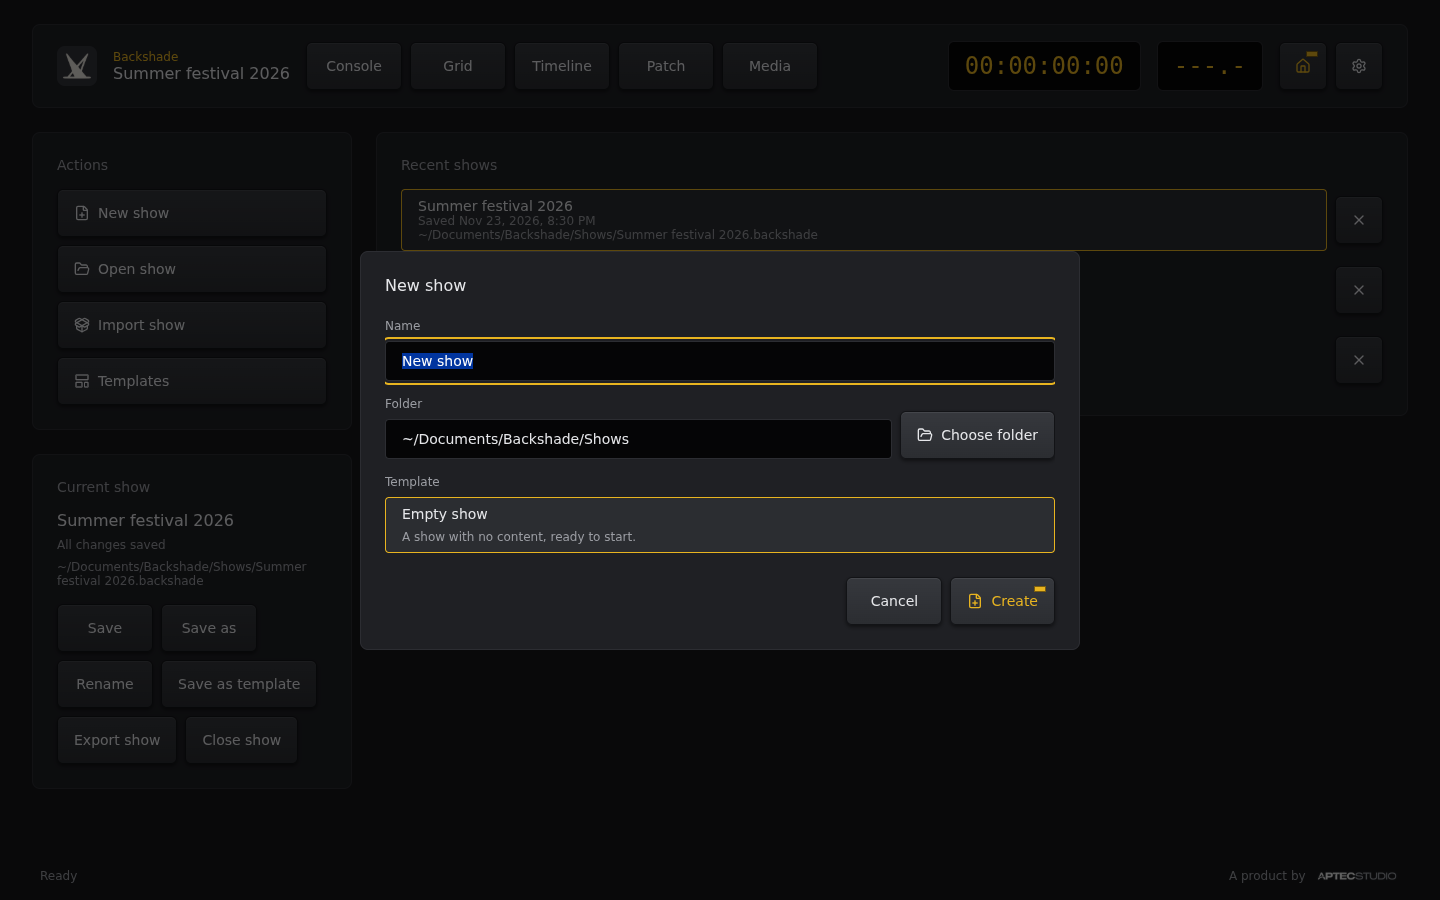 Backshade
Summer festival 2026
Console
Grid
Timeline
Patch
Media
00:00:00:00
---.-
Actions
New show
Open show
Import show
Templates
Recent shows
Summer festival 2026
Saved Nov 23, 2026, 8:30 PM
~/Documents/Backshade/Shows/Summer festival 2026.backshade
New show
Name
New show
Folder
~/Documents/Backshade/Shows
Choose folder
Template
Empty show
A show with no content, ready to start.
Cancel
Create
Current show
Summer festival 2026
All changes saved
~/Documents/Backshade/Shows/Summer
festival 2026.backshade
Save
Save as
Rename
Save as template
Export show
Close show
Ready
A product by
APTECSTUDIO